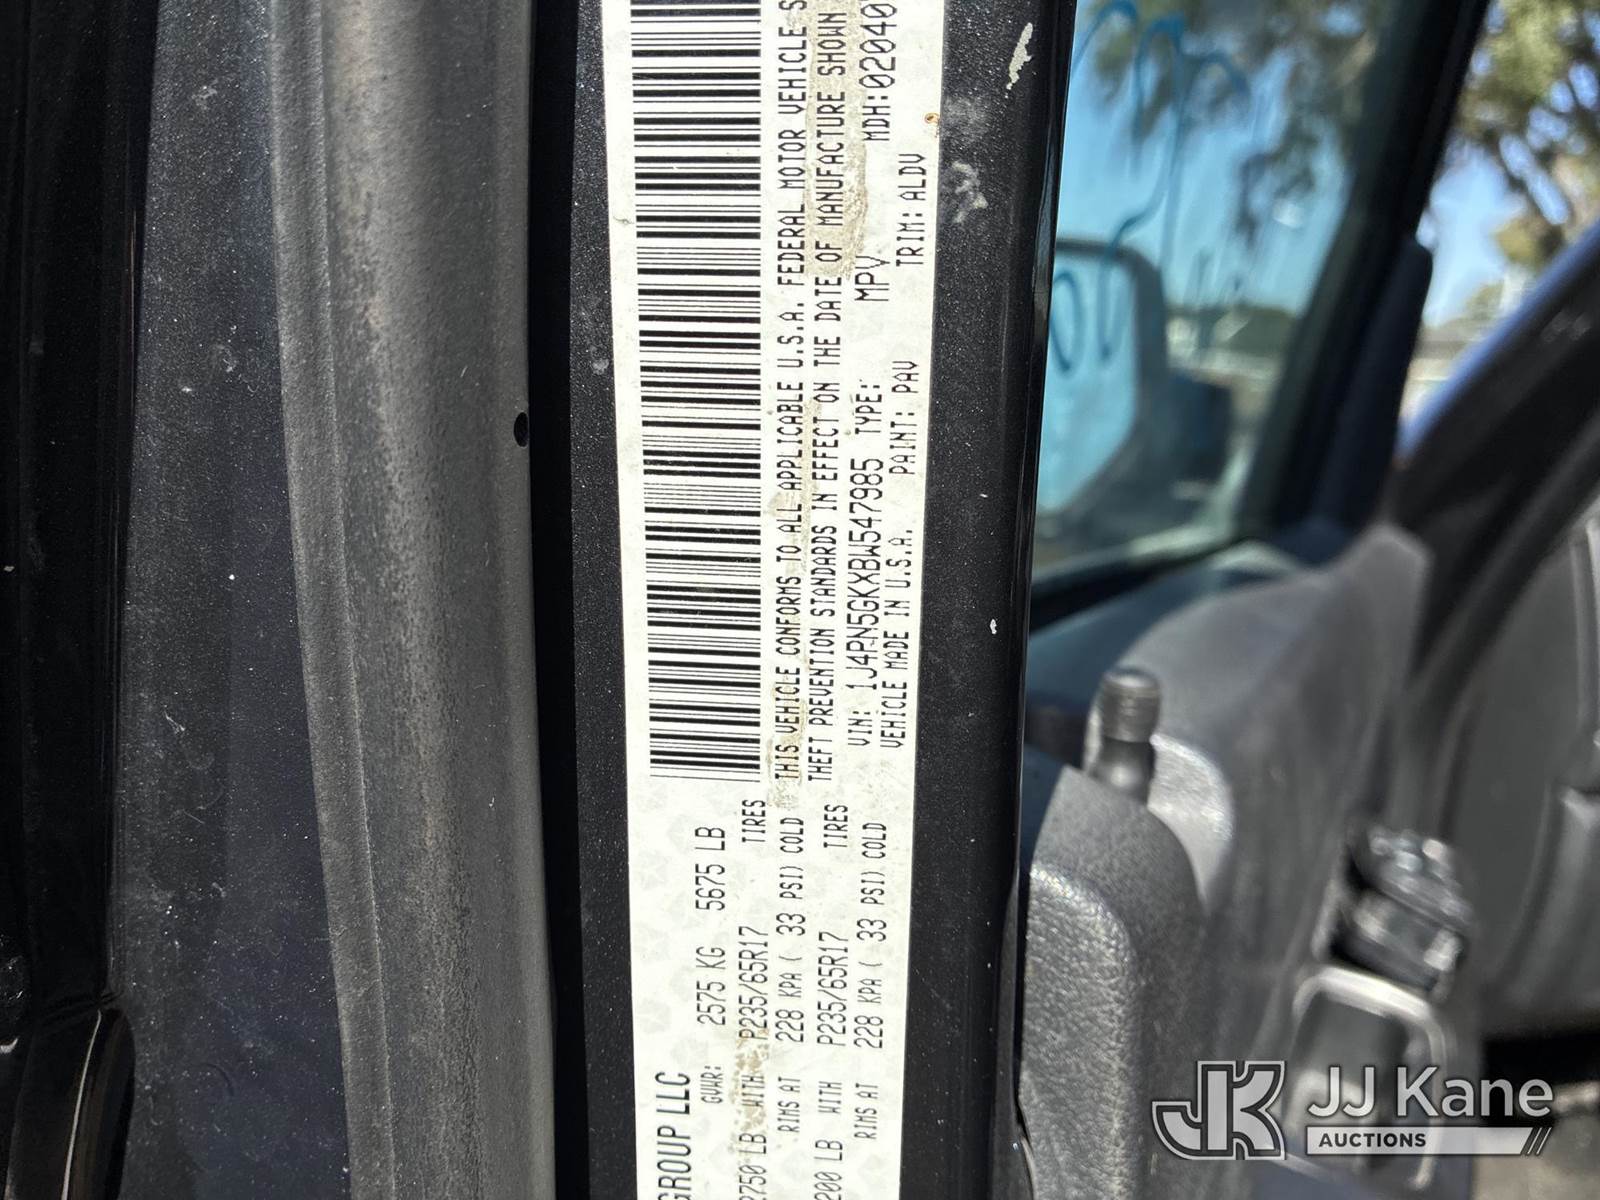 GROUP LLC
GVWR: 2575 KG 5675 LB
2750 LB WITH P235/65R17 TIRES
RIMS AT 228 KPA ( 33 PSI) COLD
200 LB WITH P235/65R17 TIRES
RIMS AT 228 KPA ( 33 PSI) COLD
THIS VEHICLE CONFORMS TO ALL APPLICABLE U.S.A. FEDERAL MOTOR VEHICLE S
THEFT PREVENTION STANDARDS IN EFFECT ON THE DATE OF MANUFACTURE SHOWN
VIN: 1J4PN5GKXBW547985 TYPE: MPV MDH:02040
VEHICLE MADE IN U.S.A. PAINT: PAV TRIM: ALDV
JK JJ Kane
AUCTIONS